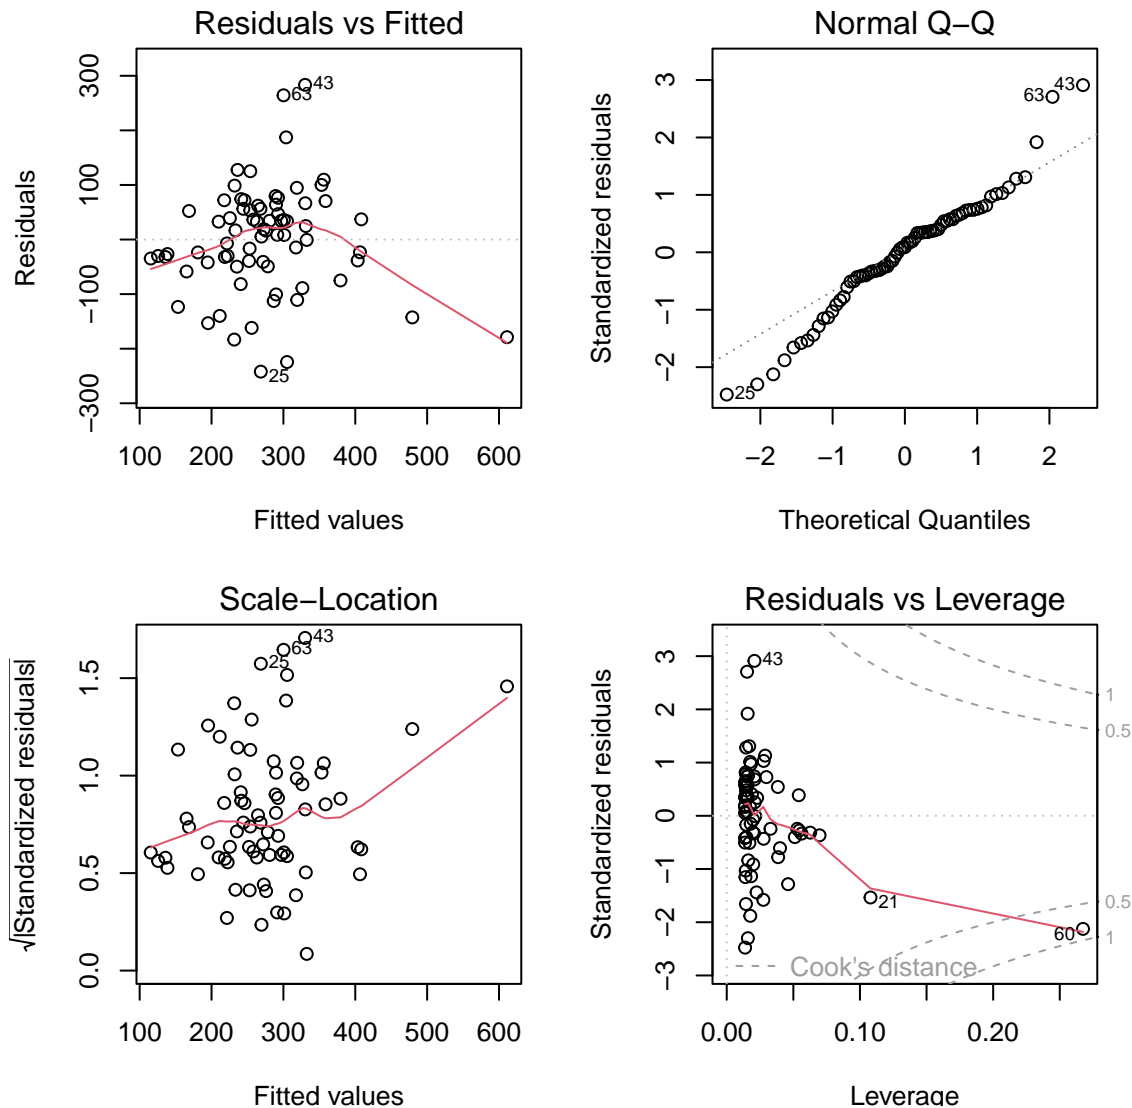 Residuals vs Fitted
Residuals
300
100
−100
−300
43
63
25
100 200 300 400 500 600
Fitted values
Normal Q−Q
Standardized residuals
3
2
1
0
−1
−2
63
43
25
−2 −1 0 1 2
Theoretical Quantiles
Scale−Location
√|Standardized residuals|
1.5
1.0
0.5
0.0
43
63
25
100 200 300 400 500 600
Fitted values
Residuals vs Leverage
Standardized residuals
3
2
1
0
−1
−2
−3
43
21
60
1
0.5
0.5
1
Cook's distance
0.00 0.10 0.20
Leverage